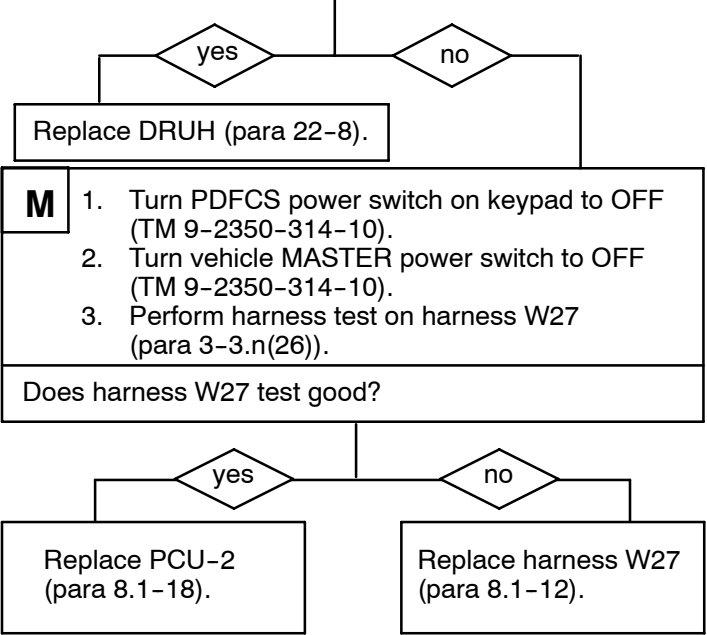 yes
no
Replace DRUH (para 22-8).
M
1. Turn PDFCS power switch on keypad to OFF
(TM 9-2350-314-10).
2. Turn vehicle MASTER power switch to OFF
(TM 9-2350-314-10).
3. Perform harness test on harness W27
(para 3-3.n(26)).
Does harness W27 test good?
yes
no
Replace PCU-2
(para 8.1-18).
Replace harness W27
(para 8.1-12).